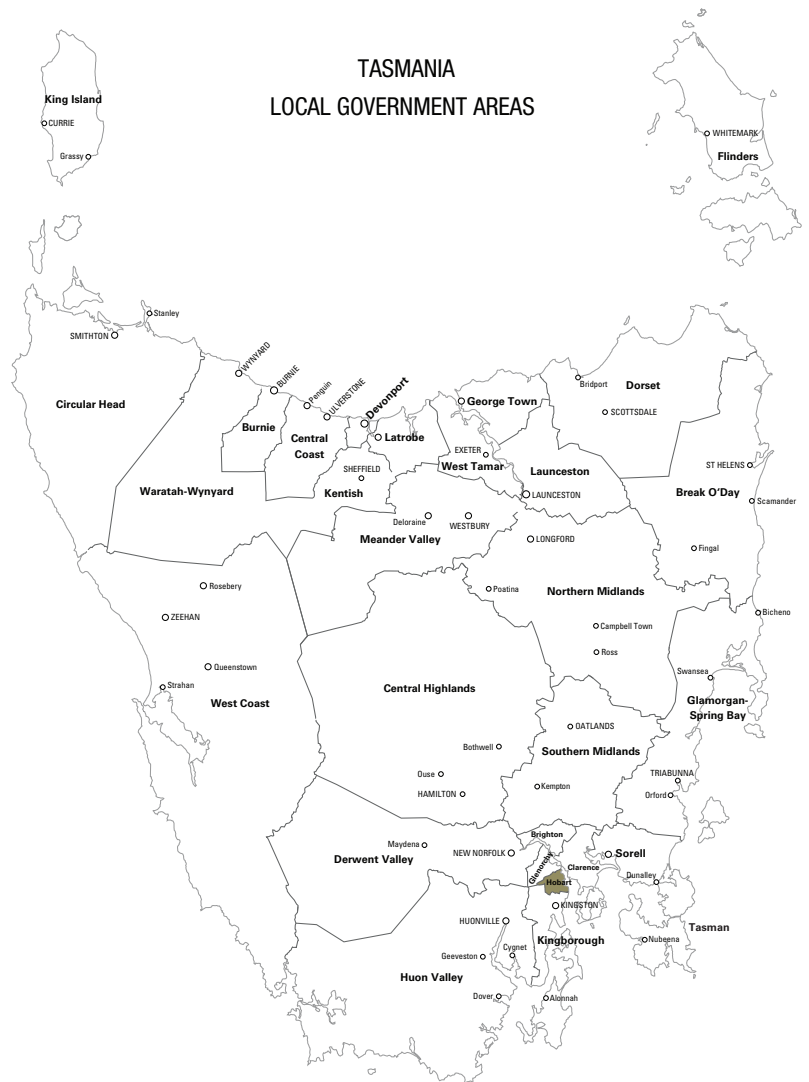 TASMANIA
LOCAL GOVERNMENT AREAS
King Island
CURRIE
Grassy
WHITEMARK
Flinders
Stanley
SMITHTON
WYNYARD
BURNIE
Penguin
ULVERSTONE
Devonport
George Town
Bridport
Dorset
SCOTTSDALE
Circular Head
Burnie
Central
Coast
Latrobe
EXETER
West Tamar
Launceston
ST HELENS
SHEFFIELD
Kentish
Waratah-Wynyard
LAUNCESTON
Break O'Day
Scamander
Deloraine
WESTBURY
Meander Valley
LONGFORD
Fingal
Rosebery
Poatina
Northern Midlands
ZEEHAN
Campbell Town
Bicheno
Ross
Queenstown
Swansea
Strahan
West Coast
Central Highlands
Glamorgan-
Spring Bay
OATLANDS
Bothwell
Southern Midlands
Ouse
HAMILTON
Kempton
TRIABUNNA
Orford
Brighton
Maydena
Derwent Valley
NEW NORFOLK
Glenorchy
Clarence
Sorell
Hobart
Dunalley
KINGSTON
HUONVILLE
Tasman
Kingborough
Nubeena
Geeveston
Cygnet
Huon Valley
Dover
Alonnah